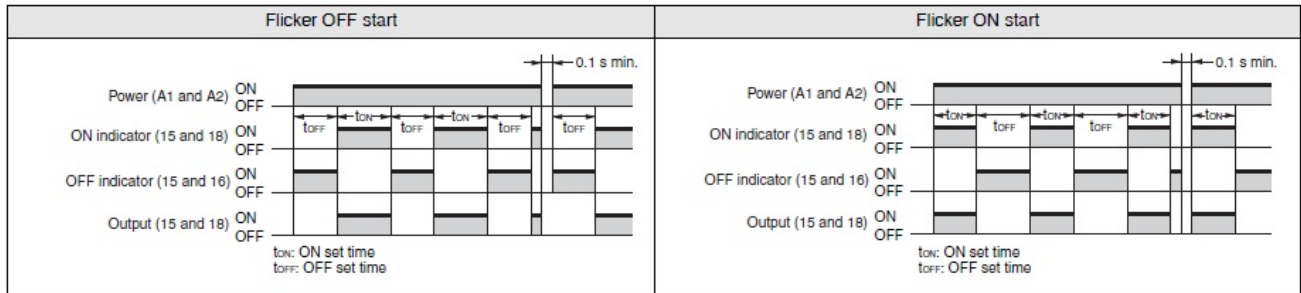 Flicker OFF start
0.1 s min.
Power (A1 and A2) ON
OFF
tOFF tON tOFF tON tOFF tOFF
ON indicator (15 and 18) ON
OFF
OFF indicator (15 and 16) ON
OFF
Output (15 and 18) ON
OFF
tON: ON set time
tOFF: OFF set time
Flicker ON start
0.1 s min.
Power (A1 and A2) ON
OFF
tON tOFF tON tOFF tON tON
ON indicator (15 and 18) ON
OFF
OFF indicator (15 and 16) ON
OFF
Output (15 and 18) ON
OFF
tON: ON set time
tOFF: OFF set time